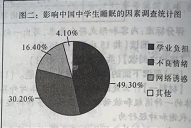 图二：影响中国中学生睡眠的因素调查统计图
4.10%
16.40%
30.20%
49.30%
学业负担
不良情绪
网络诱惑
其他